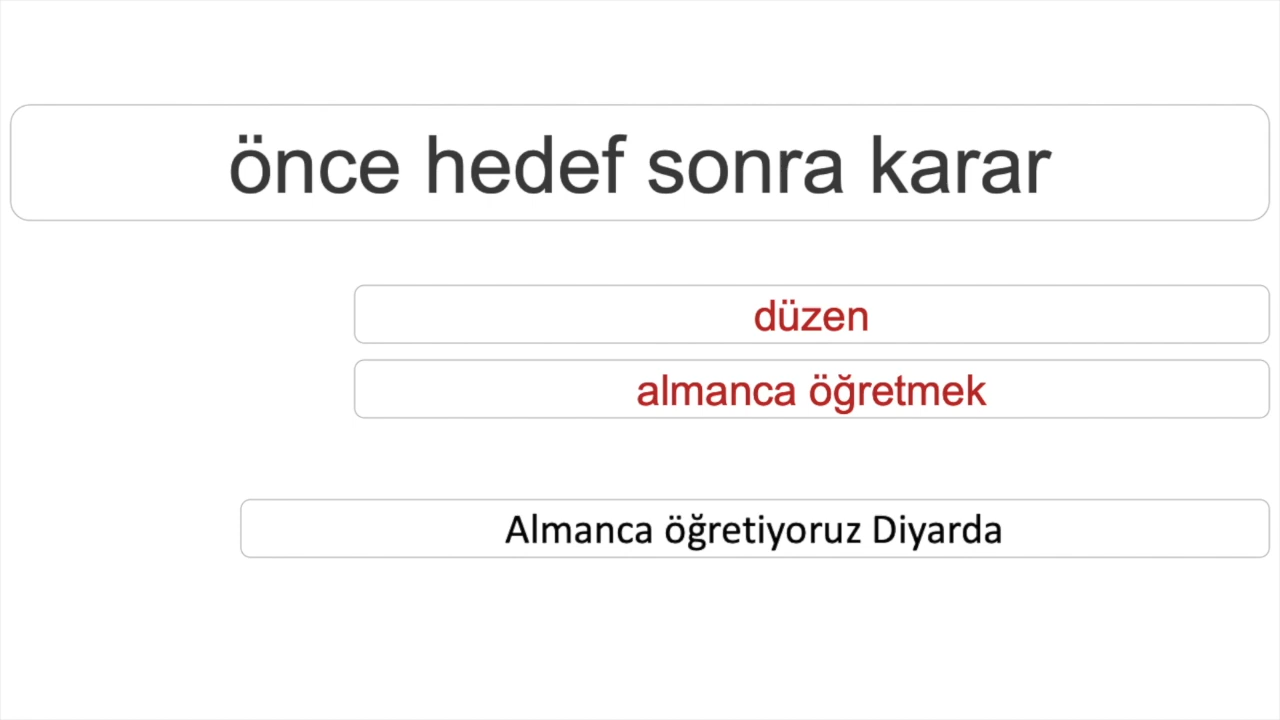 önce hedef sonra karar
düzen
almanca öğretmek
Almanca öğretiyoruz Diyarda